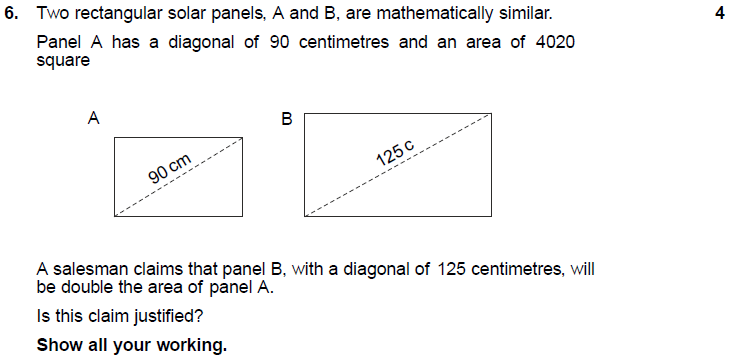 6. Two rectangular solar panels, A and B, are mathematically similar. 4
Panel A has a diagonal of 90 centimetres and an area of 4020
square
A B
90 cm
125 c
A salesman claims that panel B, with a diagonal of 125 centimetres, will
be double the area of panel A.
Is this claim justified?
Show all your working.